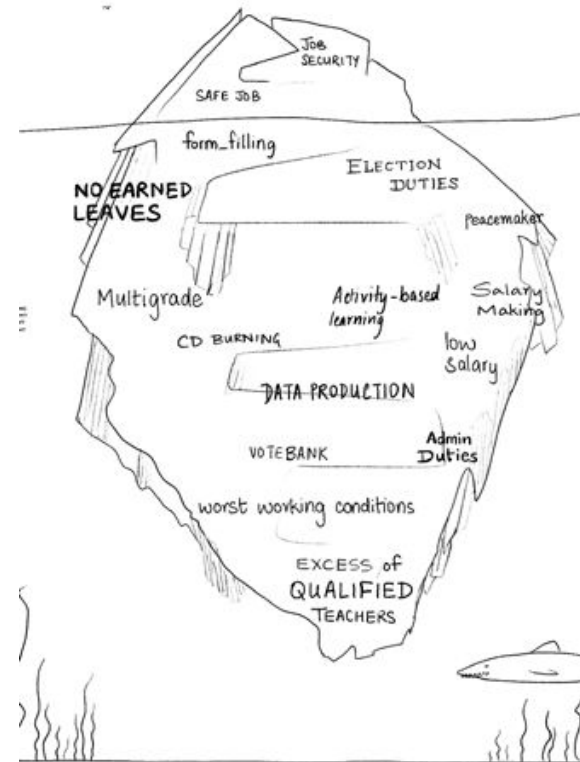 JOB
SECURITY
SAFE JOB
form_filling
ELECTION
DUTIES
NO EARNED
LEAVES
Peacemaker
Multigrade
Activity-based
learning
Salary
Making
CD BURNING
low
salary
DATA PRODUCTION
VOTEBANK
Admin
Duties
worst working conditions
EXCESS of
QUALIFIED
TEACHERS